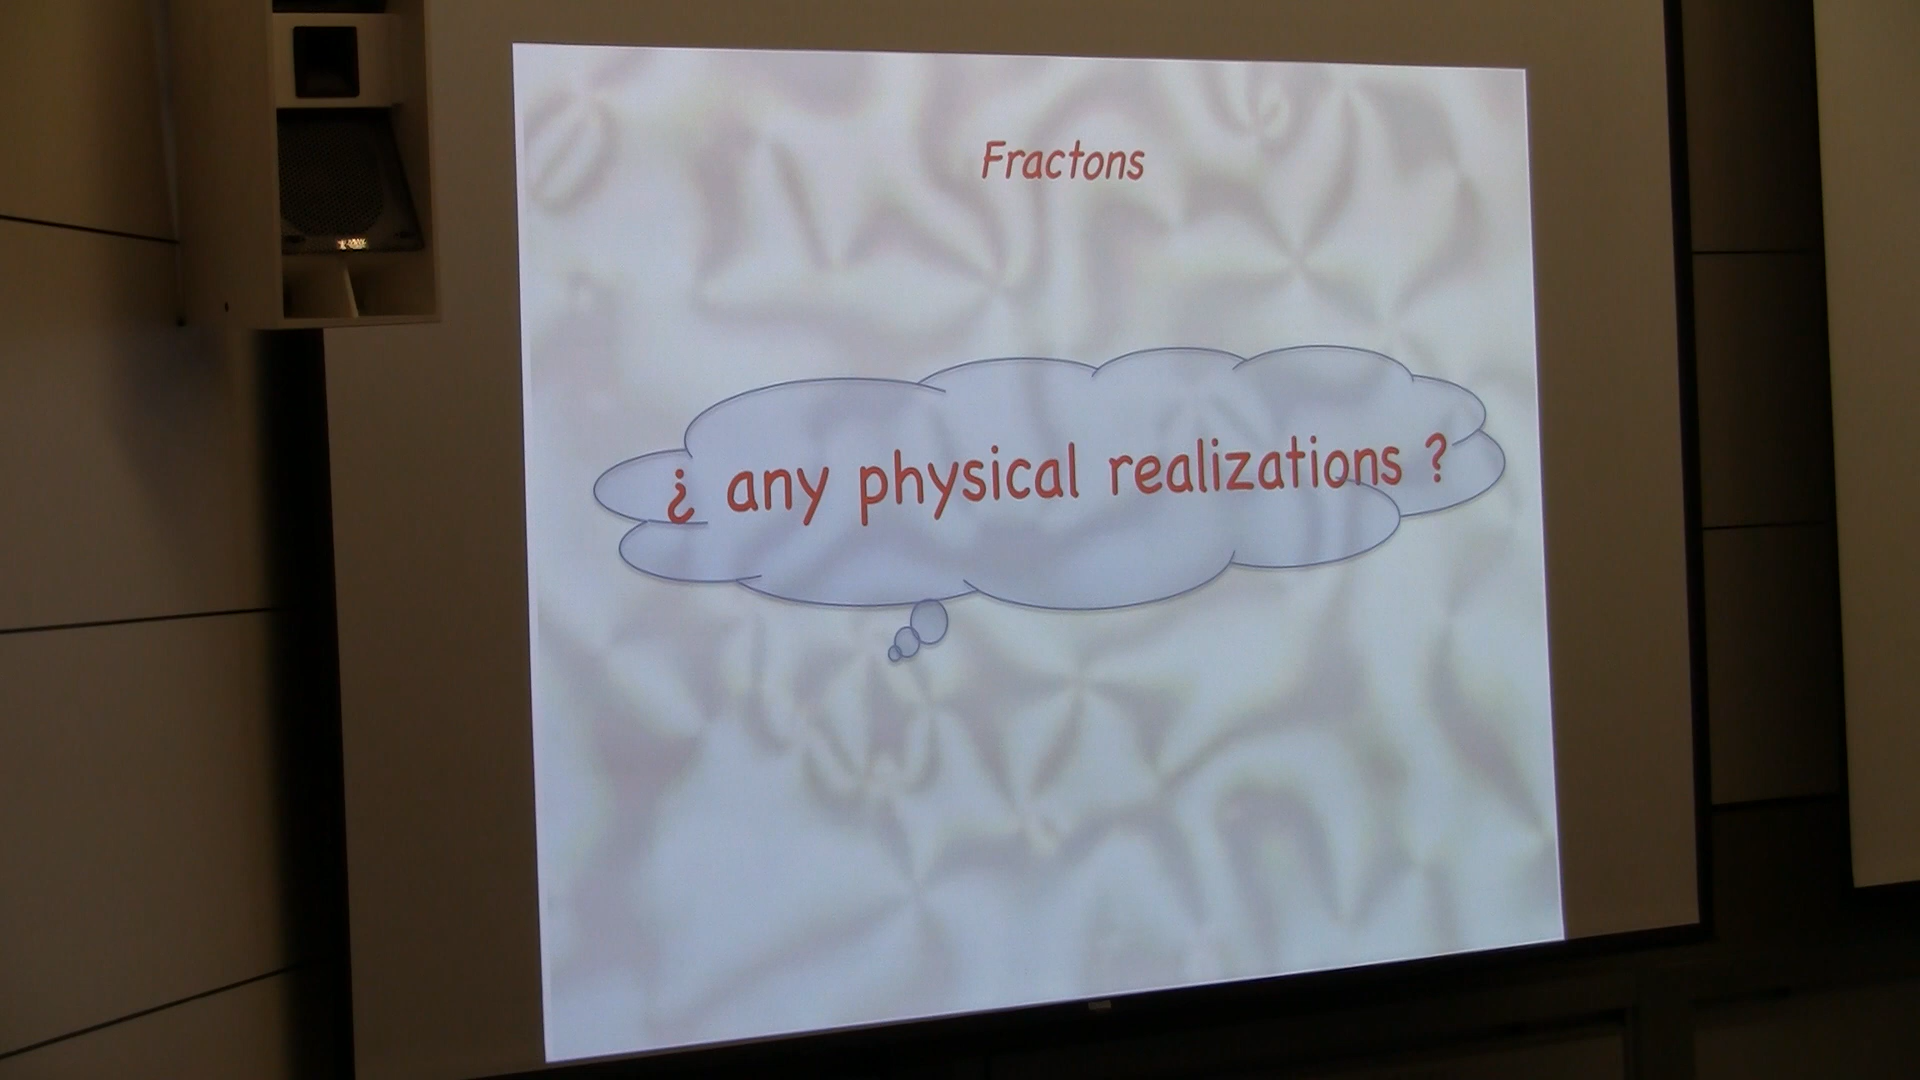 Fractons
¿ any physical realizations ?